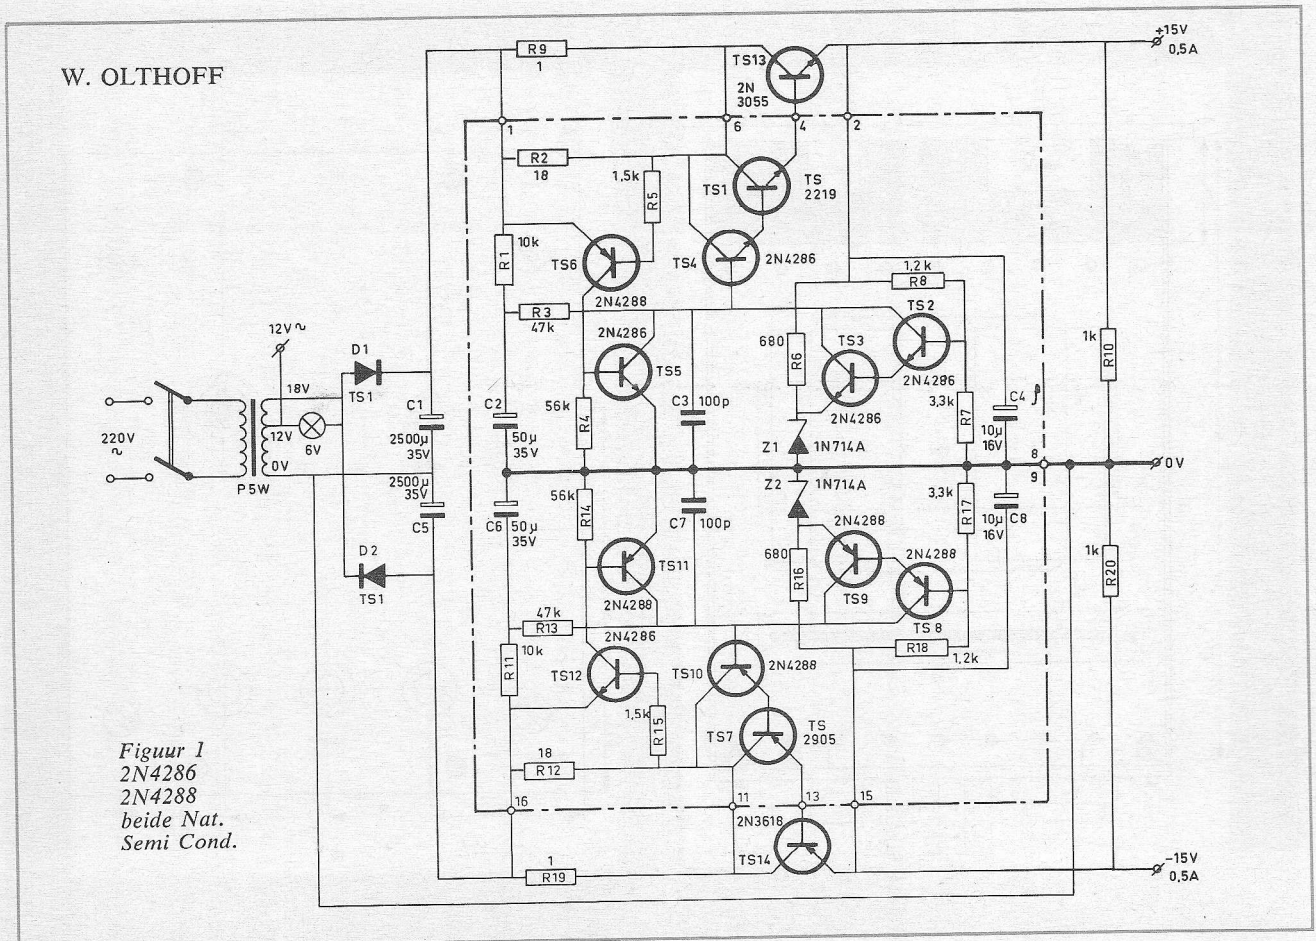 W. OLTHOFF
R9
1
TS13
2N
3055
+15V
0,5A
1
6
4
2
R2
18
1,5k
R5
TS1
TS
2219
10k
R1
TS6
2N4288
TS4
2N4286
1,2k
R8
R3
47k
2N4286
TS5
TS2
2N4286
680
R6
TS3
2N4286
1k
R10
12V~
D1
TS1
18V
12V
0V
6V
220V
~
P5W
C1
2500µ
35V
2500µ
35V
C5
C2
50µ
35V
56k
R4
C3
100p
Z1
1N714A
3,3k
R7
C4
10µ
16V
8
9
0V
C6
50µ
35V
56k
R14
C7
100p
Z2
1N714A
3,3k
R17
10µ
16V
C8
D2
TS1
TS11
2N4288
2N4288
TS9
680
R16
2N4288
TS8
1k
R20
47k
R13
2N4286
R18
1,2k
10k
R11
TS12
1,5k
R15
TS10
2N4288
TS7
TS
2905
18
R12
16
11
13
15
2N3618
TS14
1
R19
-15V
0,5A
Figuur 1
2N4286
2N4288
beide Nat.
Semi Cond.